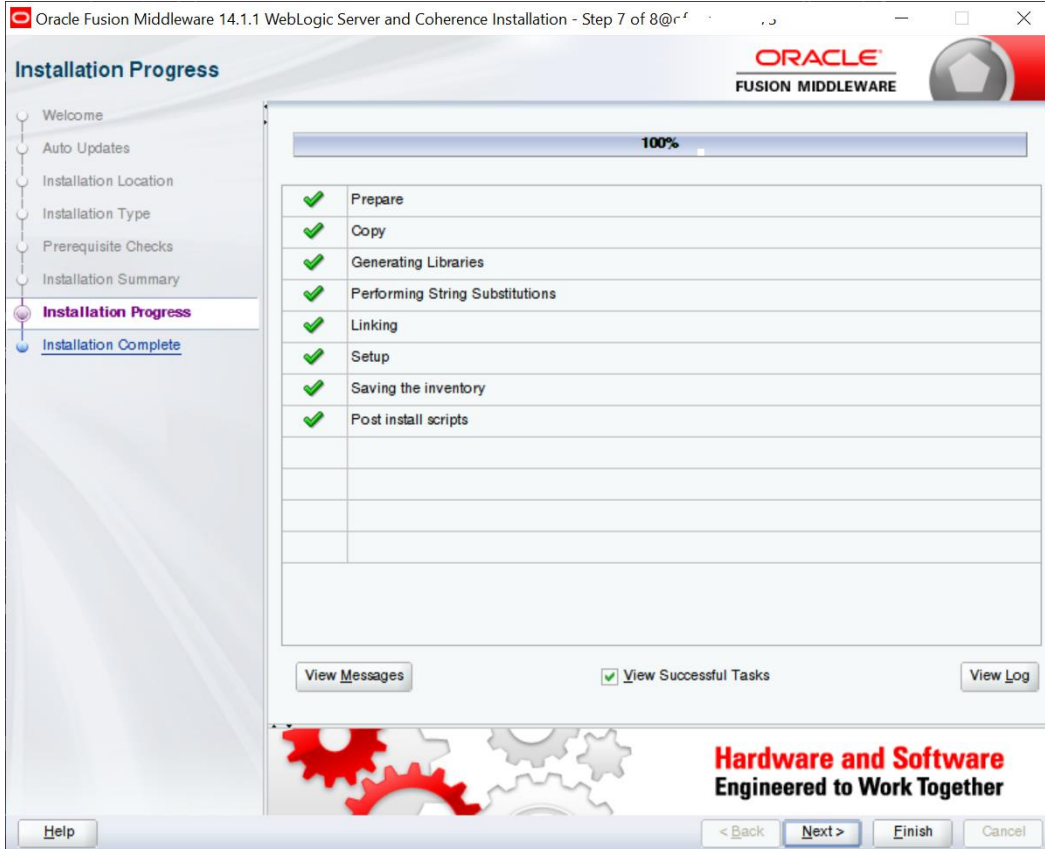 Oracle Fusion Middleware 14.1.1 WebLogic Server and Coherence Installation - Step 7 of 8
Installation Progress
ORACLE
FUSION MIDDLEWARE
Welcome
Auto Updates
Installation Location
Installation Type
Prerequisite Checks
Installation Summary
Installation Progress
Installation Complete
100%
Prepare
Copy
Generating Libraries
Performing String Substitutions
Linking
Setup
Saving the inventory
Post install scripts
View Messages
View Successful Tasks
View Log
Hardware and Software
Engineered to Work Together
Help
< Back
Next >
Finish
Cancel